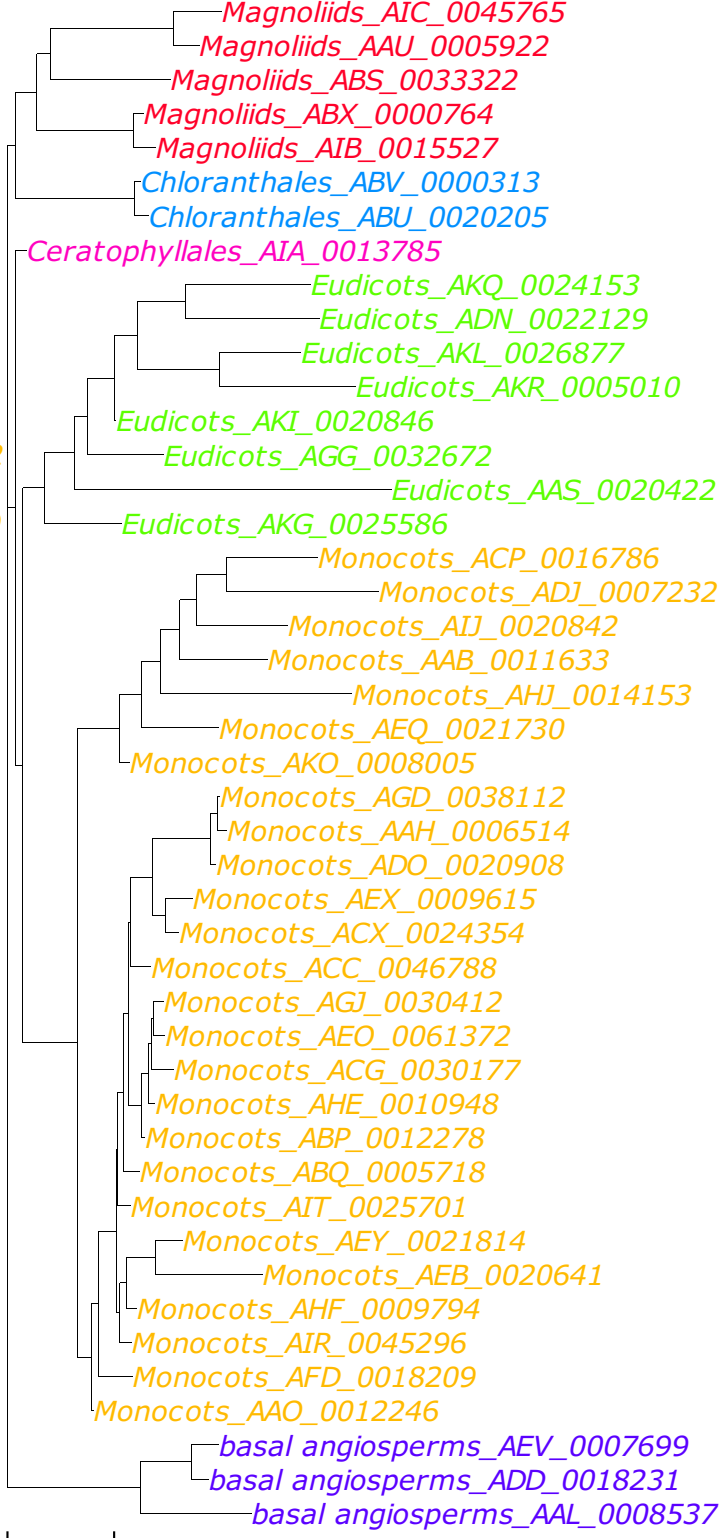 Magnoliids_AIC_0045765
Magnoliids_AAU_0005922
Magnoliids_ABS_0033322
Magnoliids_ABX_0000764
Magnoliids_AIB_0015527
Chloranthales_ABV_0000313
Chloranthales_ABU_0020205
Ceratophyllales_AIA_0013785
Eudicots_AKQ_0024153
Eudicots_ADN_0022129
Eudicots_AKL_0026877
Eudicots_AKR_0005010
Eudicots_AKI_0020846
Eudicots_AGG_0032672
Eudicots_AAS_0020422
Eudicots_AKG_0025586
Monocots_ACP_0016786
Monocots_ADJ_0007232
Monocots_AIJ_0020842
Monocots_AAB_0011633
Monocots_AHJ_0014153
Monocots_AEQ_0021730
Monocots_AKO_0008005
Monocots_AGD_0038112
Monocots_AAH_0006514
Monocots_ADO_0020908
Monocots_AEX_0009615
Monocots_ACX_0024354
Monocots_ACC_0046788
Monocots_AGJ_0030412
Monocots_AEO_0061372
Monocots_ACG_0030177
Monocots_AHE_0010948
Monocots_ABP_0012278
Monocots_ABQ_0005718
Monocots_AIT_0025701
Monocots_AEY_0021814
Monocots_AEB_0020641
Monocots_AHF_0009794
Monocots_AIR_0045296
Monocots_AFD_0018209
Monocots_AAO_0012246
basal angiosperms_AEV_0007699
basal angiosperms_ADD_0018231
basal angiosperms_AAL_0008537